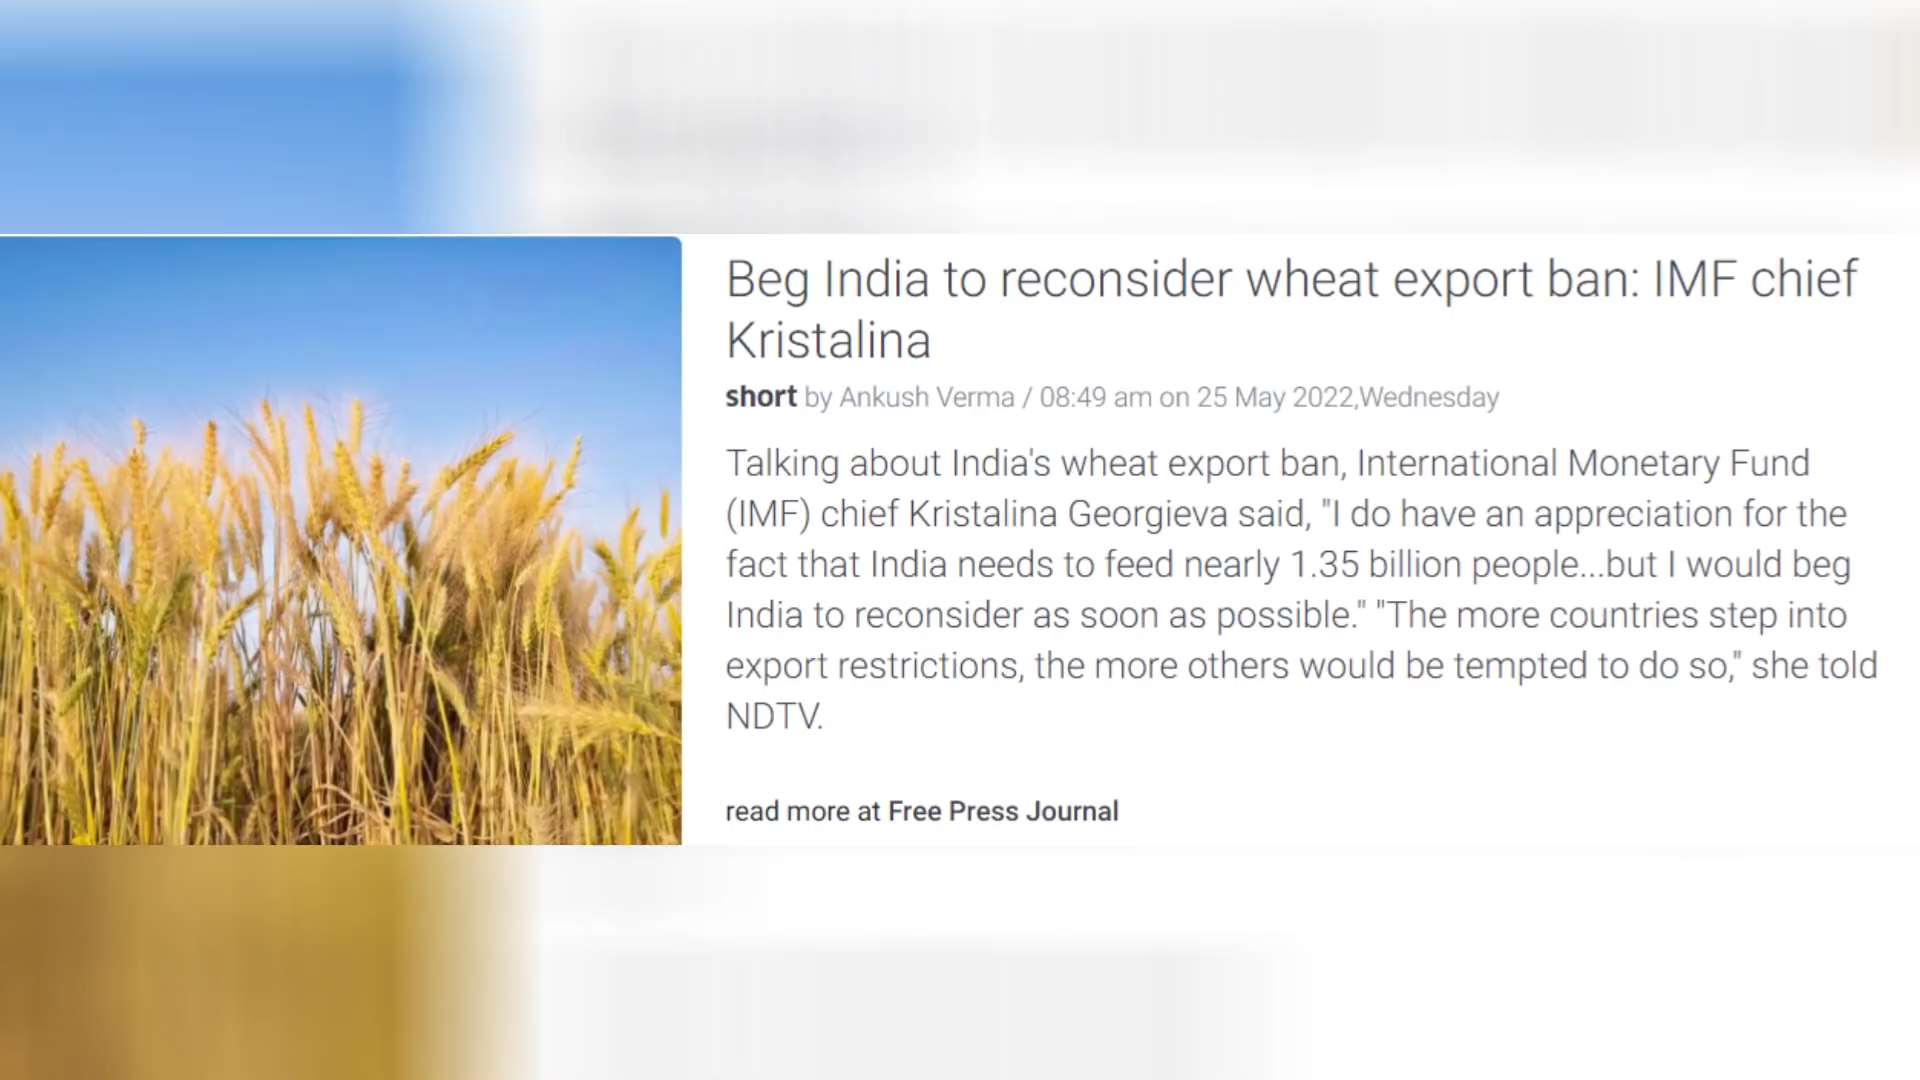 Beg India to reconsider wheat export ban: IMF chief
Kristalina
short by Ankush Verma / 08:49 am on 25 May 2022,Wednesday
Talking about India's wheat export ban, International Monetary Fund
(IMF) chief Kristalina Georgieva said, "I do have an appreciation for the
fact that India needs to feed nearly 1.35 billion people...but I would beg
India to reconsider as soon as possible." "The more countries step into
export restrictions, the more others would be tempted to do so," she told
NDTV.
read more at Free Press Journal